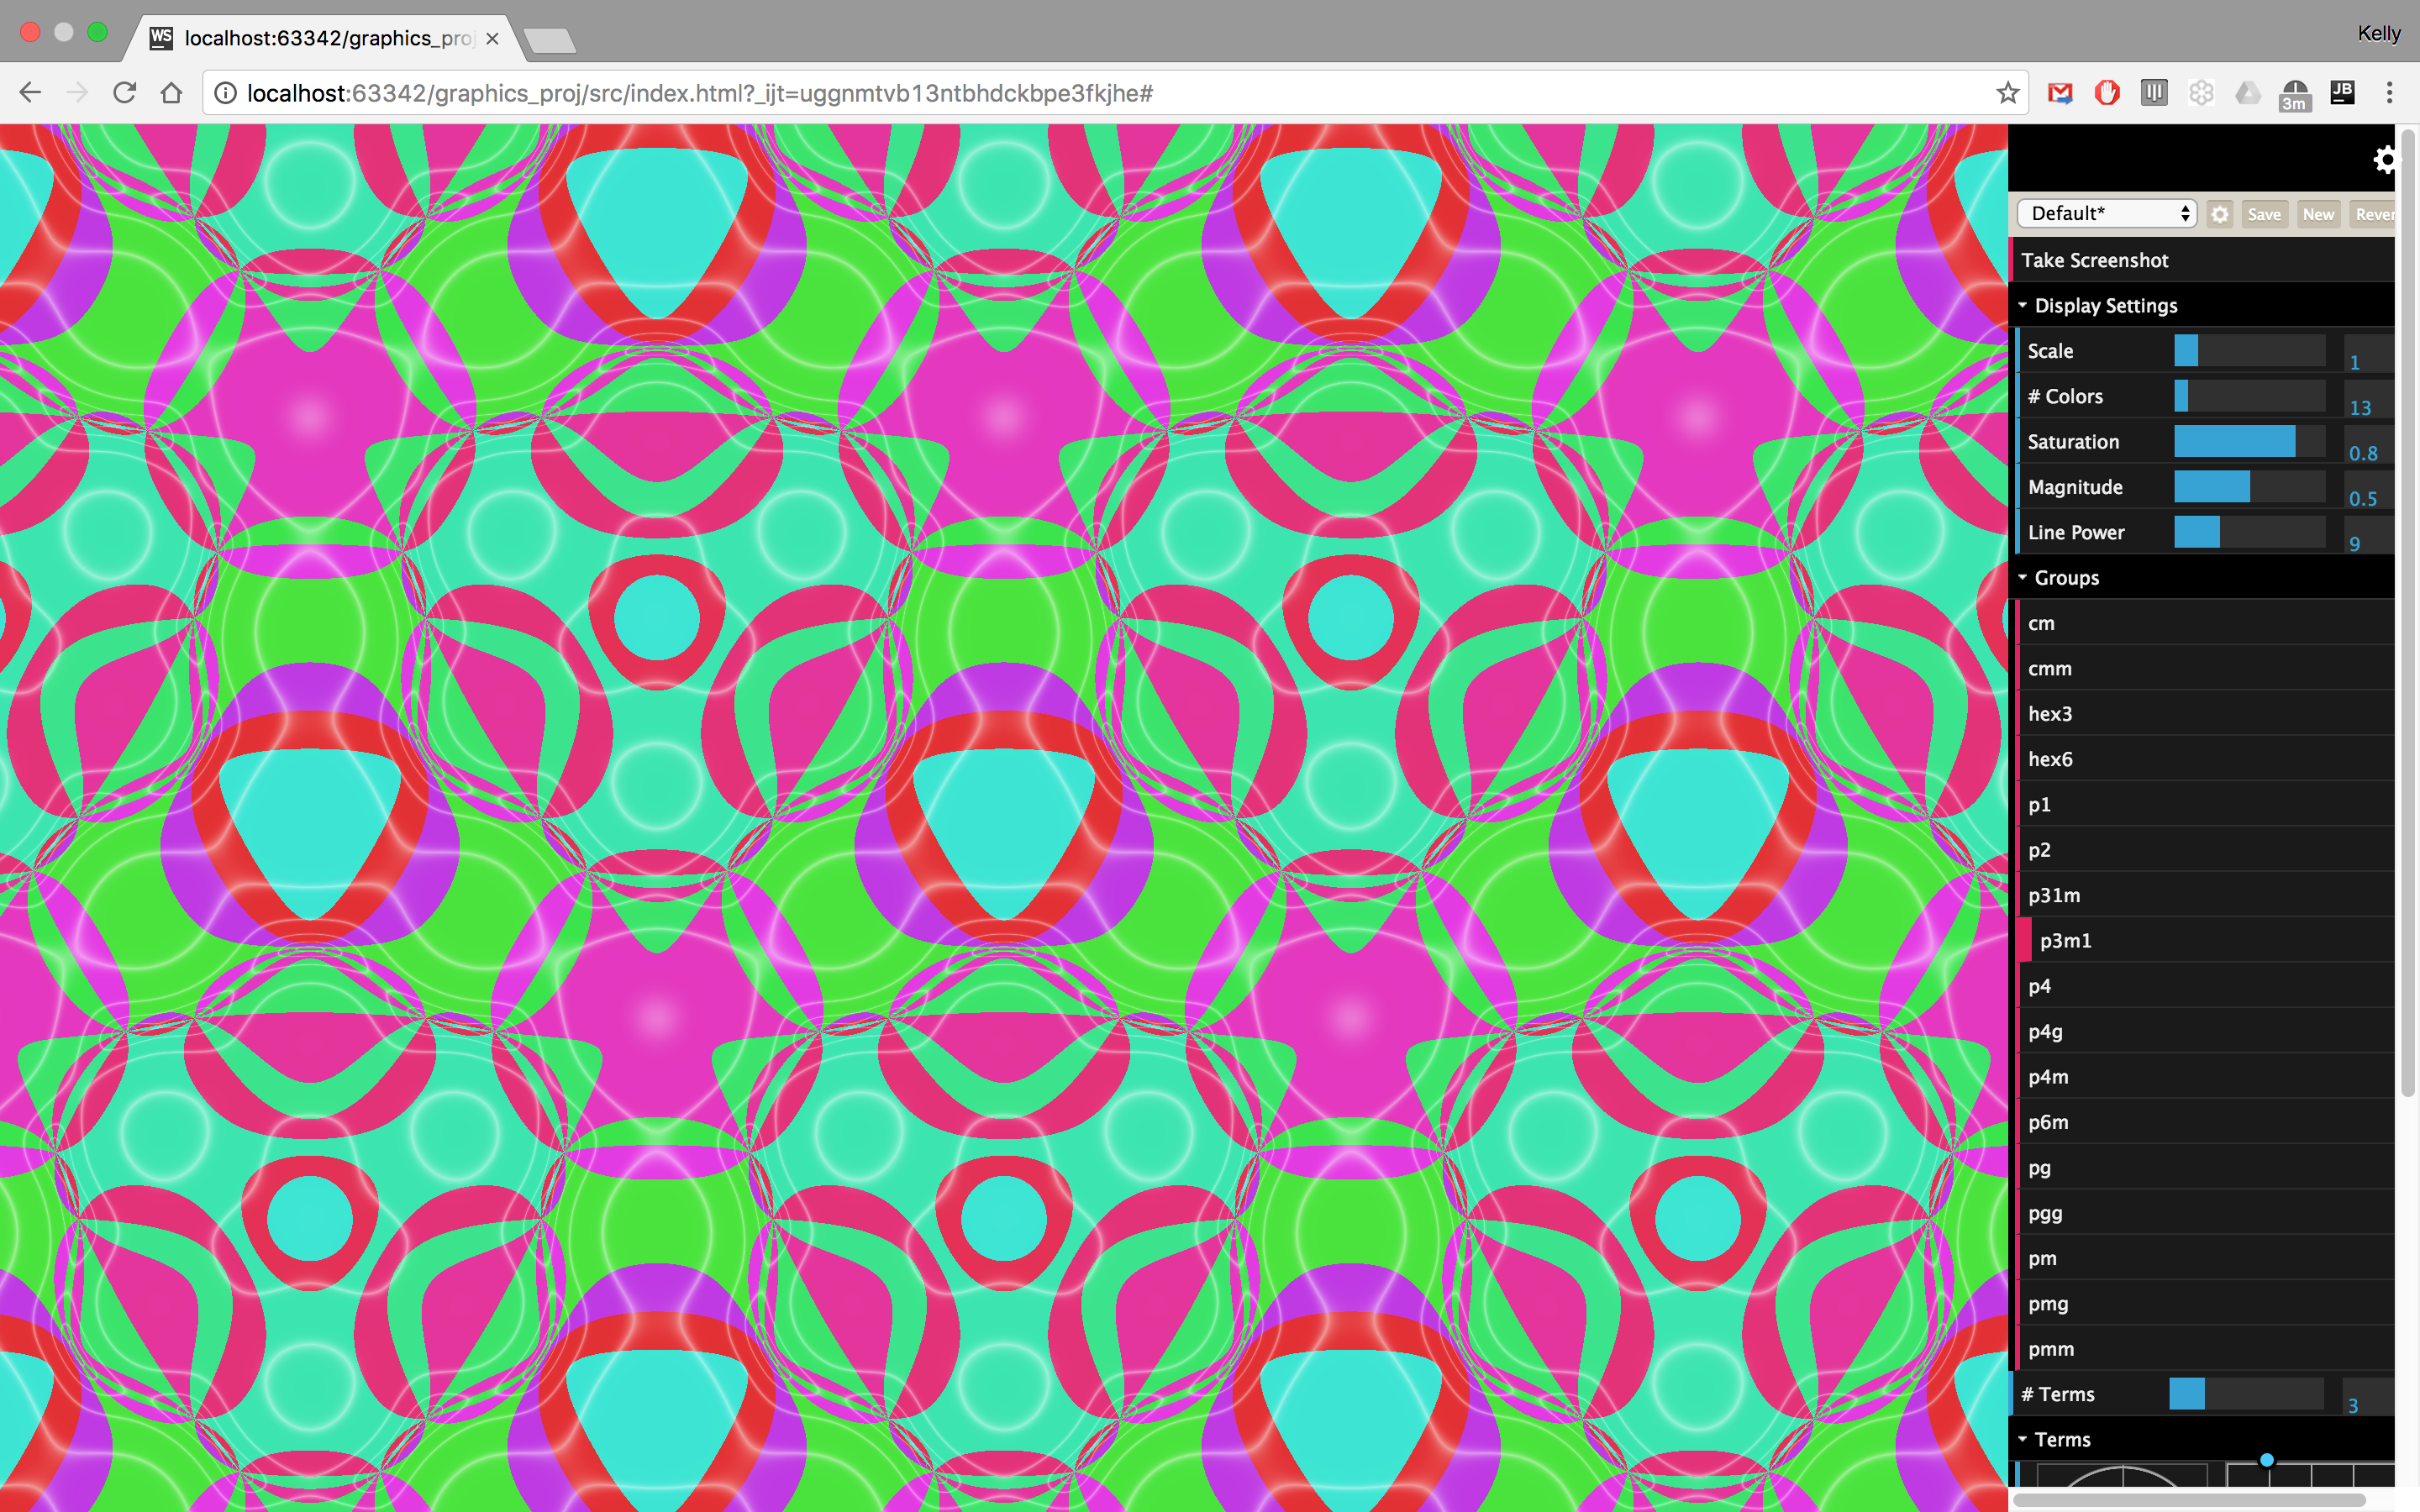 WS localhost:63342/graphics_proj
Kelly
localhost:63342/graphics_proj/src/index.html?_ijt=uggnmtvb13ntbhdckbpe3fkjhe#
3m
JB
Default*
Save
New
Rever
Take Screenshot
Display Settings
Scale 1
# Colors 13
Saturation 0.8
Magnitude 0.5
Line Power 9
Groups
cm
cmm
hex3
hex6
p1
p2
p31m
p3m1
p4
p4g
p4m
p6m
pg
pgg
pm
pmg
pmm
# Terms 3
Terms